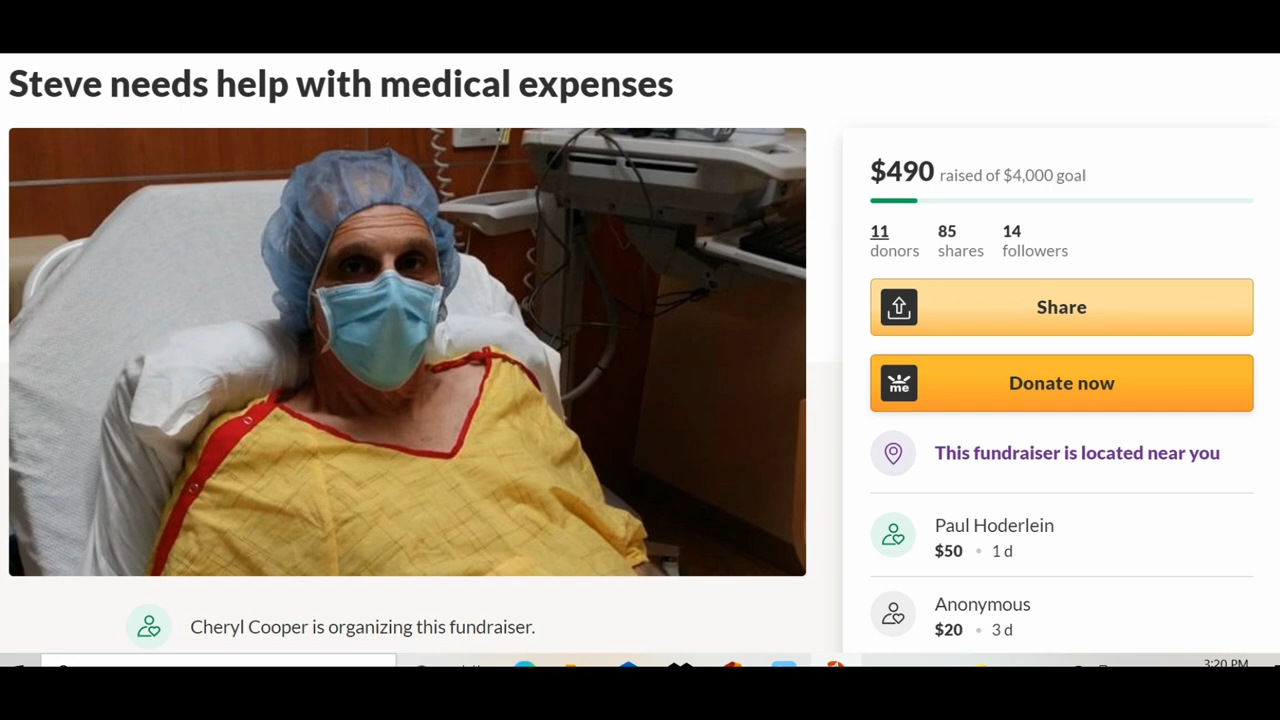 Steve needs help with medical expenses
$490 raised of $4,000 goal
11 85 14
donors shares followers
Share
me Donate now
This fundraiser is located near you
Paul Hoderlein
$50 • 1 d
Anonymous
$20 • 3 d
Cheryl Cooper is organizing this fundraiser.
3:20 PM